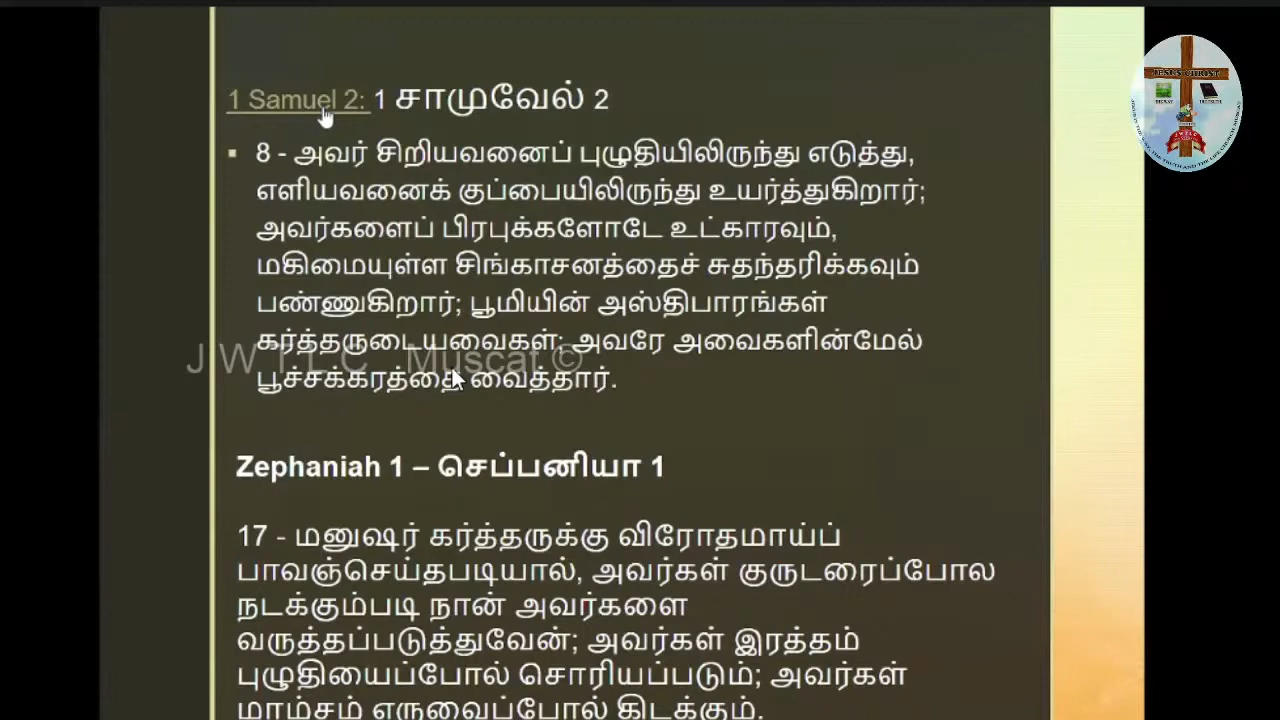 1 Samuel 2: 1 சாமுவேல் 2
8 - அவர் சிறியவனைப் புழுதியிலிருந்து எடுத்து,
எளியவனைக் குப்பையிலிருந்து உயர்த்துகிறார்;
அவர்களைப் பிரபுக்களோடே உட்காரவும்,
மகிமையுள்ள சிங்காசனத்தைச் சுதந்தரிக்கவும்
பண்ணுகிறார்; பூமியின் அஸ்திபாரங்கள்
கர்த்தருடையவைகள்; அவரே அவைகளின்மேல்
பூச்சக்கரத்தை வைத்தார்.
J W T L C Muscat ©
Zephaniah 1 – செப்பனியா 1
17 - மனுஷர் கர்த்தருக்கு விரோதமாய்ப்
பாவஞ்செய்தபடியால், அவர்கள் குருடரைப்போல
நடக்கும்படி நான் அவர்களை
வருத்தப்படுத்துவேன்; அவர்கள் இரத்தம்
புழுதியைப்போல் சொரியப்படும்; அவர்கள்
மாம்சம் எருவைப்போல் கிடக்கும்.
JESUS CHRIST